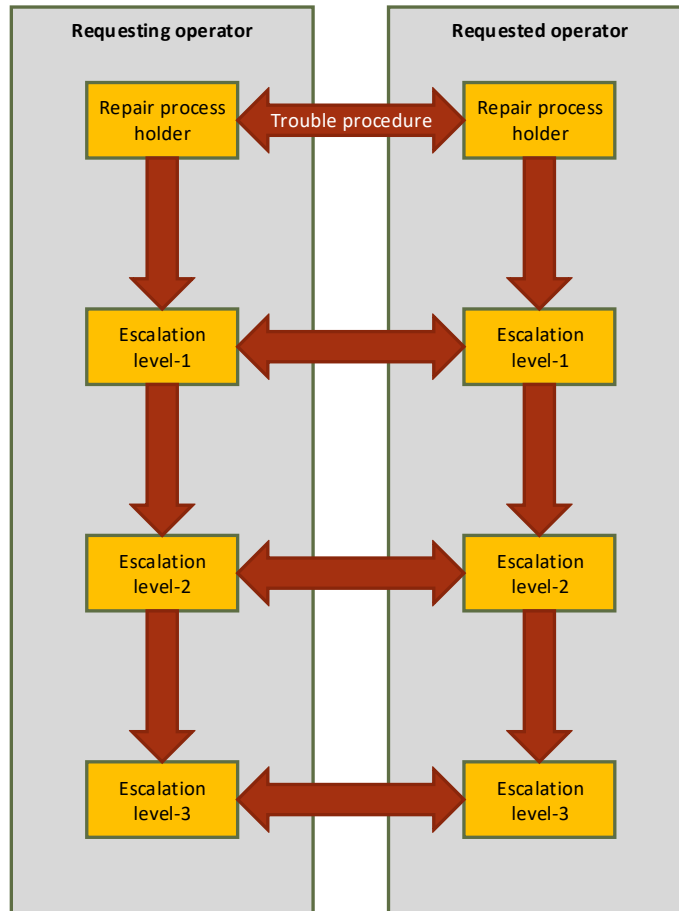 Requesting operator
Requested operator
Repair process
holder
Trouble procedure
Repair process
holder
Escalation
level-1
Escalation
level-1
Escalation
level-2
Escalation
level-2
Escalation
level-3
Escalation
level-3